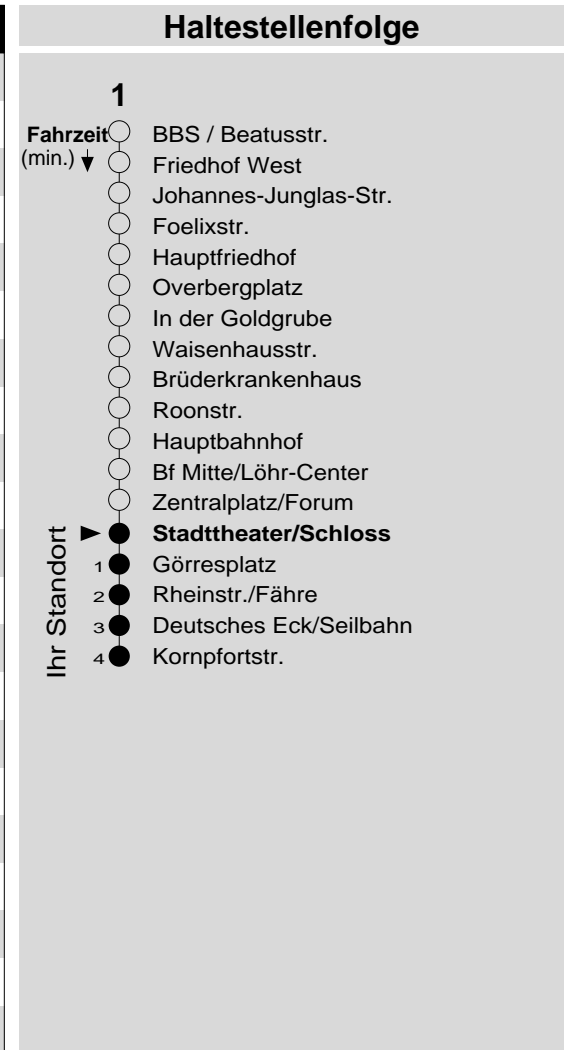 Haltestellenfolge
1
Fahrzeit
(min.)
BBS / Beatusstr.
Friedhof West
Johannes-Junglas-Str.
Foelixstr.
Hauptfriedhof
Overbergplatz
In der Goldgrube
Waisenhausstr.
Brüderkrankenhaus
Roonstr.
Hauptbahnhof
Bf Mitte/Löhr-Center
Zentralplatz/Forum
Ihr Standort
Stadttheater/Schloss
1 Görresplatz
2 Rheinstr./Fähre
3 Deutsches Eck/Seilbahn
4 Kornpfortstr.